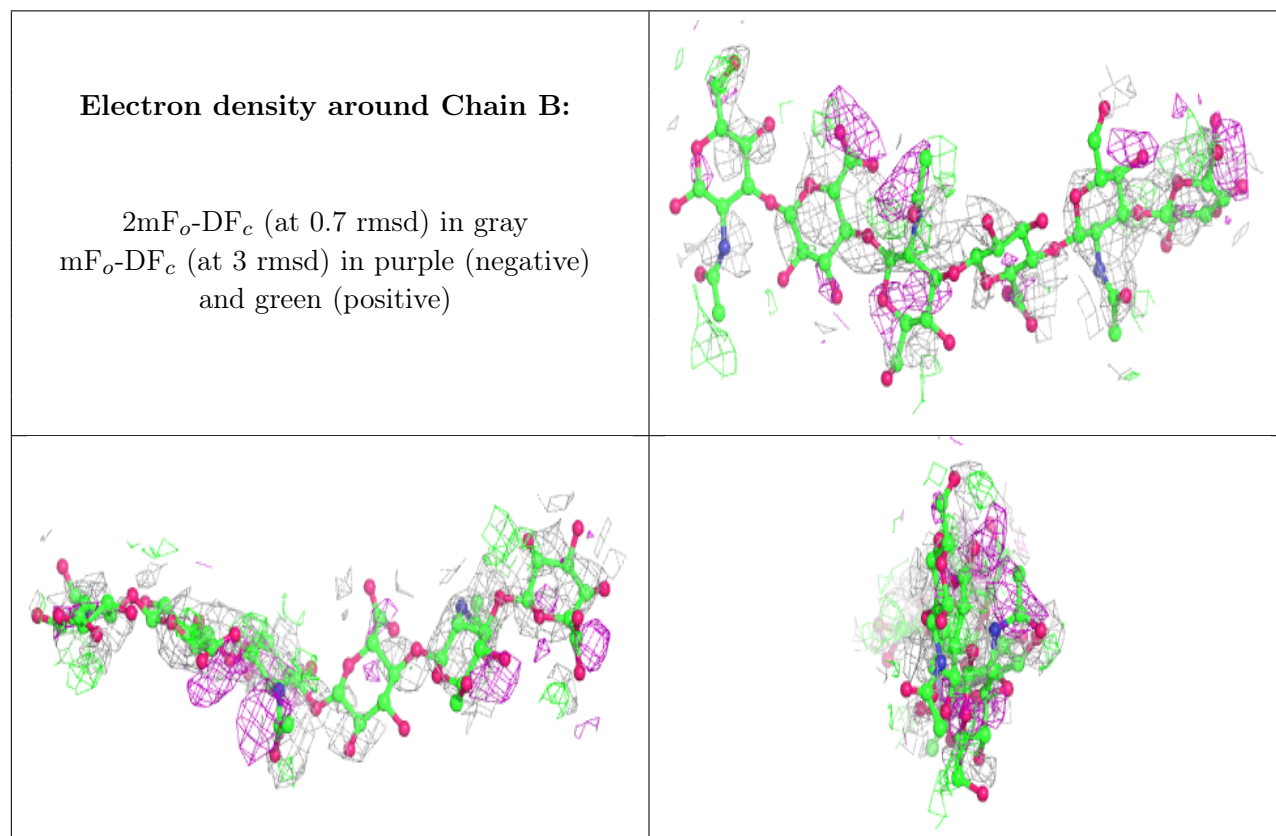 Electron density around Chain B:
2mFₒ-DF𝑐 (at 0.7 rmsd) in gray
mFₒ-DF𝑐 (at 3 rmsd) in purple (negative)
and green (positive)